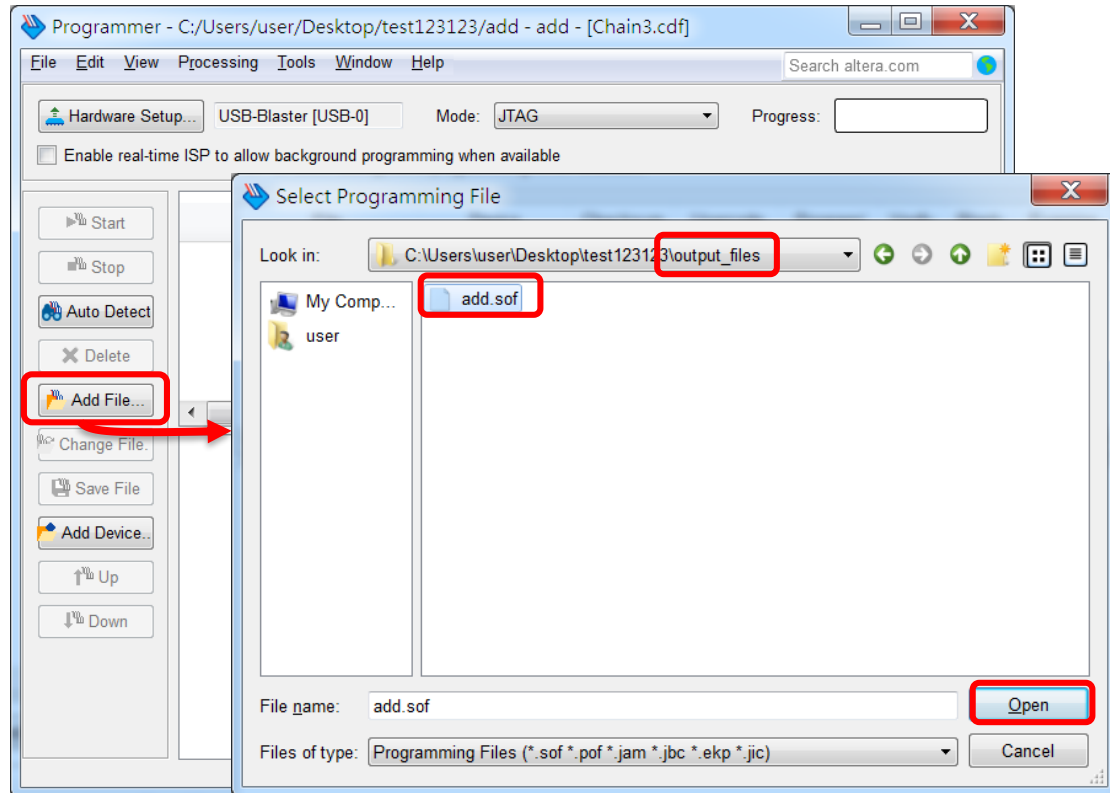 Programmer - C:/Users/user/Desktop/test123123/add - add - [Chain3.cdf]
File Edit View Processing Tools Window Help Search altera.com
Hardware Setup... USB-Blaster [USB-0] Mode: JTAG Progress:
Enable real-time ISP to allow background programming when available
Select Programming File
Start
Look in: C:\Users\user\Desktop\test123123\output_files
Stop
My Comp... add.sof
Auto Detect
user
Delete
Add File...
Change File.
Save File
Add Device..
Up
Down
File name: add.sof Open
Files of type: Programming Files (*.sof *.pof *.jam *.jbc *.ekp *.jic) Cancel